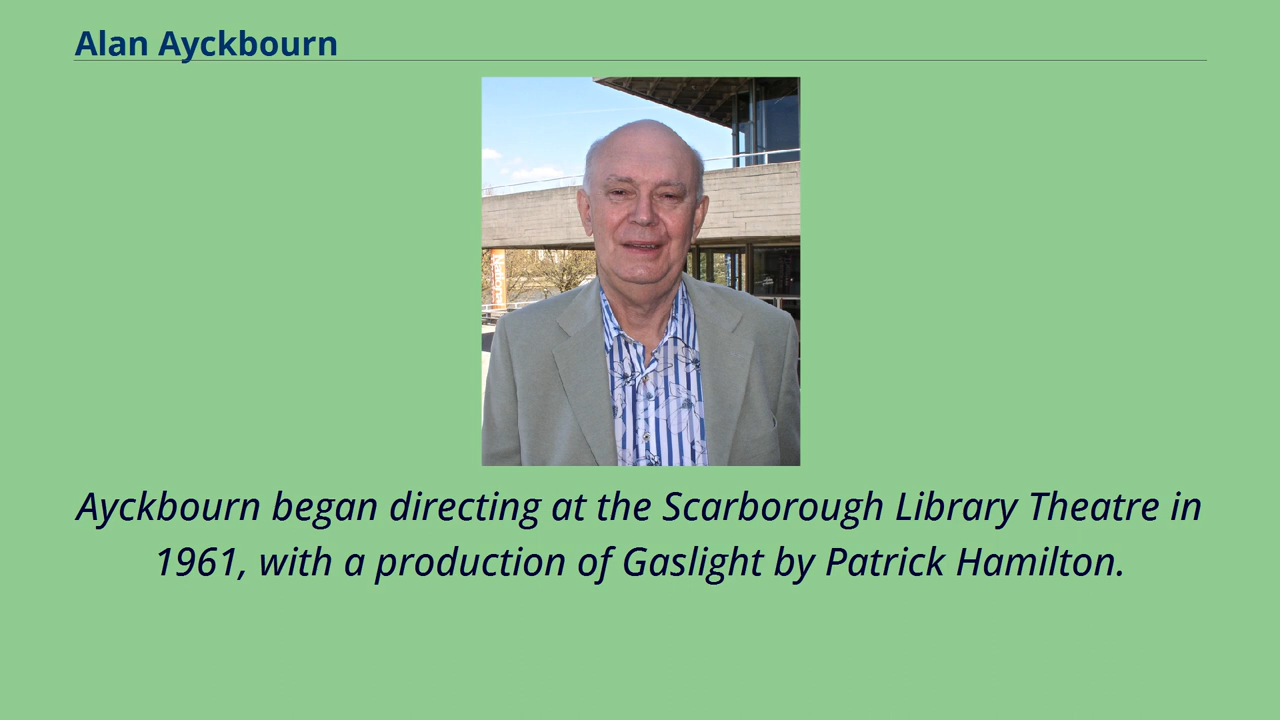 Alan Ayckbourn
Ayckbourn began directing at the Scarborough Library Theatre in
1961, with a production of Gaslight by Patrick Hamilton.